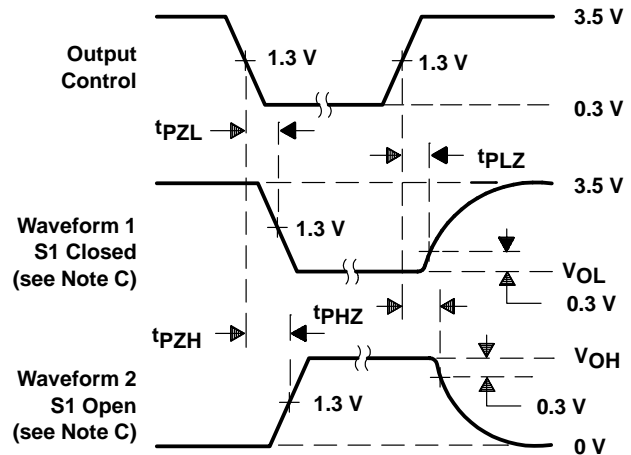 3.5 V
Output
Control
1.3 V
1.3 V
0.3 V
tPZL
tPLZ
3.5 V
Waveform 1
S1 Closed
(see Note C)
1.3 V
VOL
0.3 V
tPZH
tPHZ
VOH
Waveform 2
S1 Open
(see Note C)
1.3 V
0.3 V
0 V